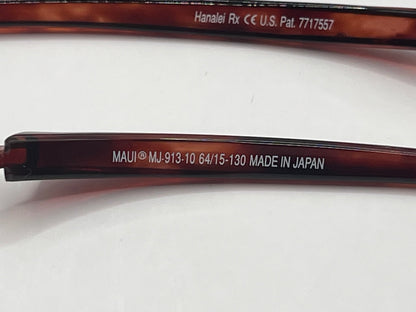 Hanalei Rx CE U.S. Pat. 7717557
MAUI® MJ-913-10 64/15-130 MADE IN JAPAN